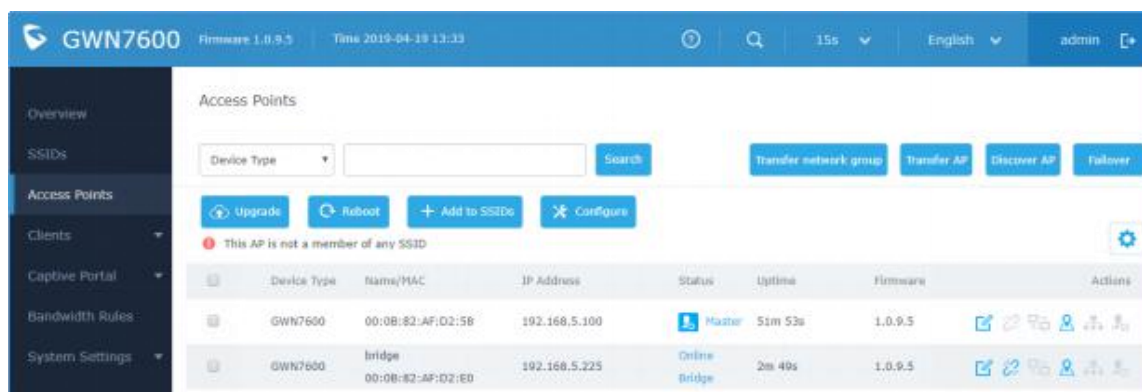 GWN7600 Firmware 1.0.9.5 Time 2019-04-19 13:33 15s English admin
Overview
SSIDs
Access Points
Clients
Captive Portal
Bandwidth Rules
System Settings
Access Points
Device Type Search Transfer network group Transfer AP Discover AP Failover
Upgrade Reboot Add to SSIDs Configure
This AP is not a member of any SSID
Device Type Name/MAC IP Address Status Uptime Firmware Actions
GWN7600 00:0B:82:AF:D2:5B 192.168.5.100 Master 51m 53s 1.0.9.5
GWN7600 bridge 00:0B:82:AF:D2:E0 192.168.5.225 Online Bridge 2m 49s 1.0.9.5